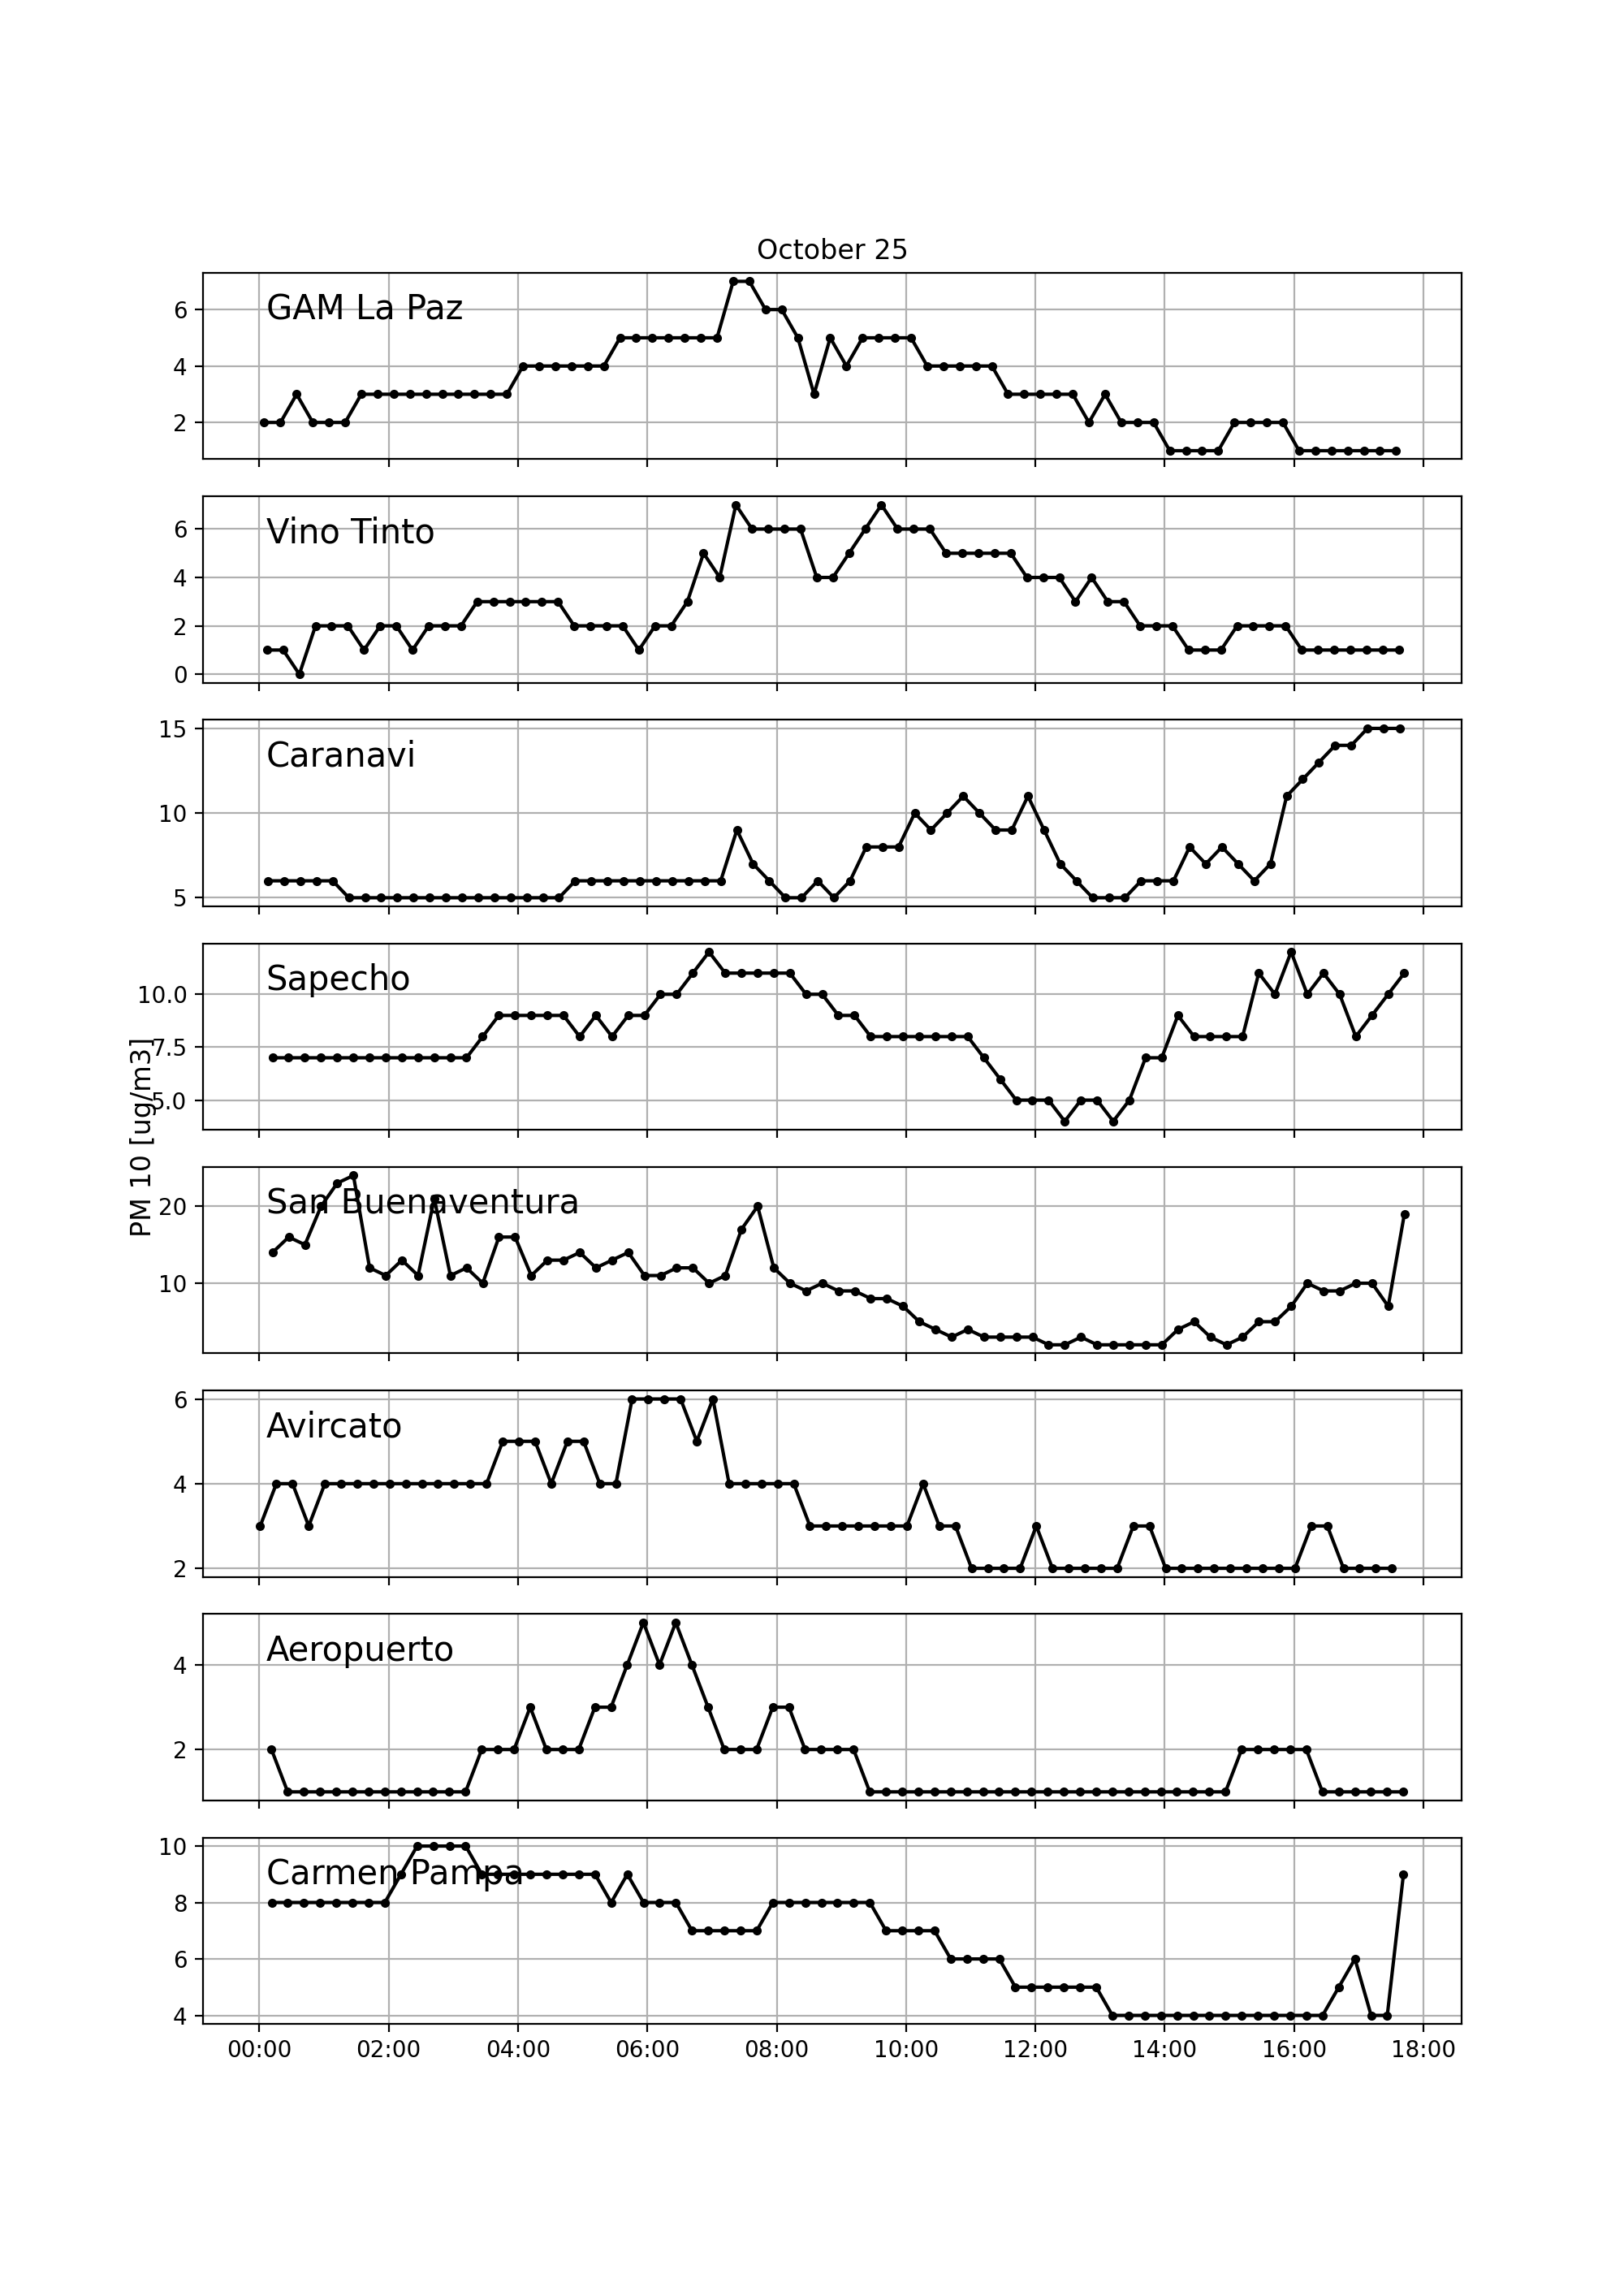 October 25
GAM La Paz
6
4
2
Vino Tinto
6
4
2
0
Caranavi
15
10
5
Sapecho
10.0
7.5
5.0
PM 10 [ug/m3]
San Buenaventura
20
10
Avircato
6
4
2
Aeropuerto
4
2
Carmen Pampa
10
8
6
4
00:00 02:00 04:00 06:00 08:00 10:00 12:00 14:00 16:00 18:00